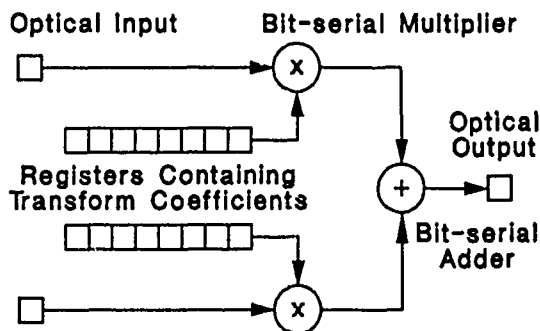 Optical Input
Bit-serial Multiplier
x
Optical
Output
Registers Containing
Transform Coefficients
+
Bit-serial
Adder
x